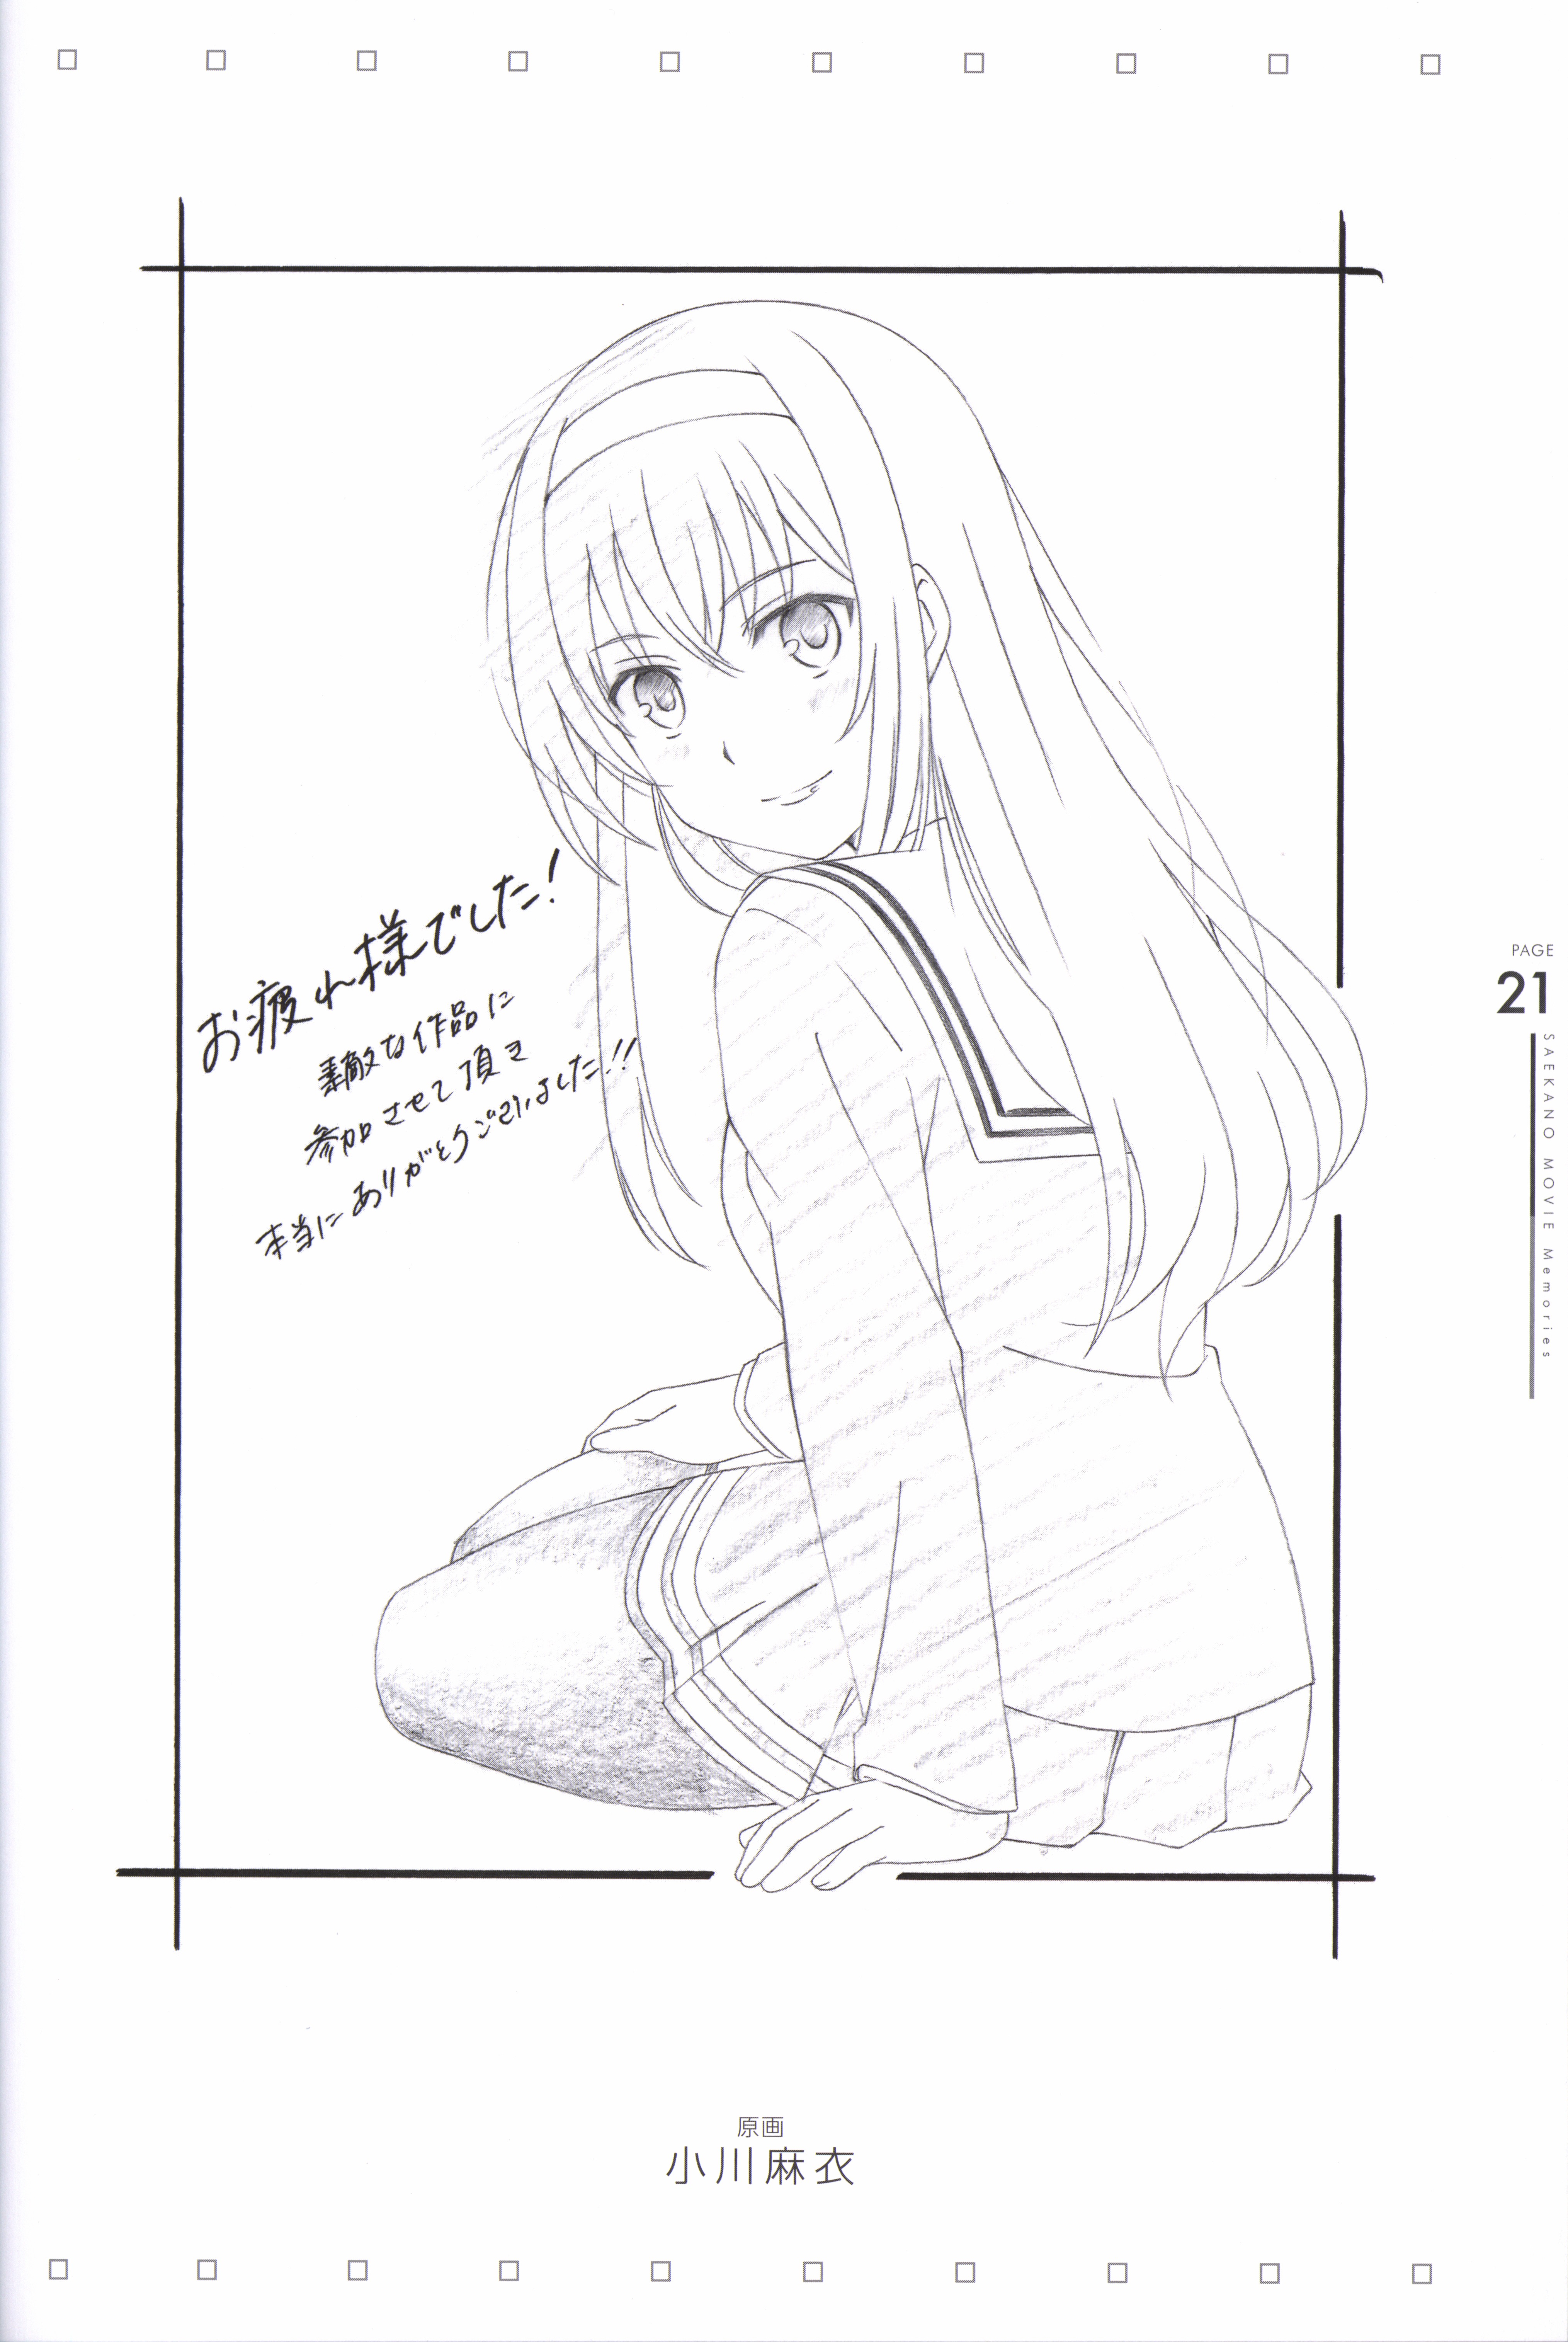 お疲れ様でした!
素敵な作品に
参加させて頂き
本当にありがとうございました!!
PAGE
21
SAEKANO MOVIE Memories
原画
小川麻衣